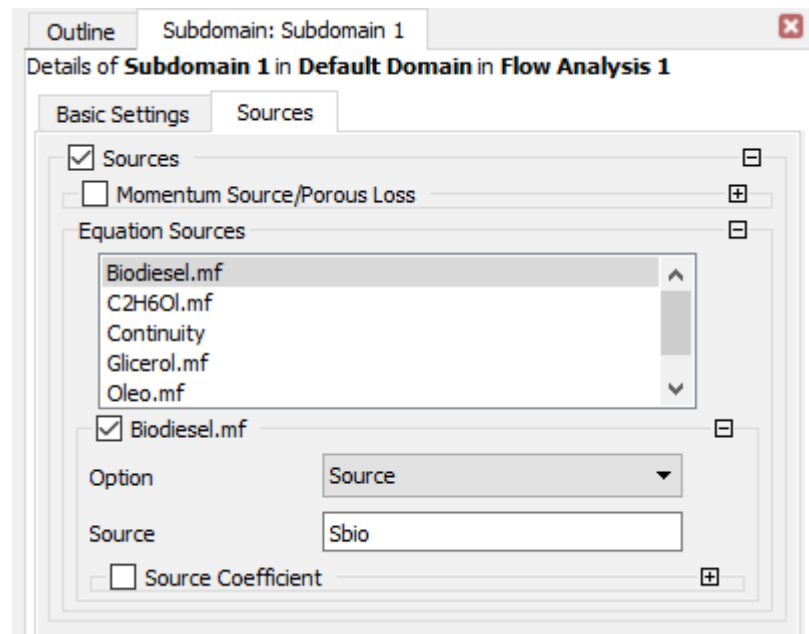 Outline Subdomain: Subdomain 1
Details of Subdomain 1 in Default Domain in Flow Analysis 1
Basic Settings Sources
Sources
Momentum Source/Porous Loss
Equation Sources
Biodiesel.mf
C2H6Ol.mf
Continuity
Glicerol.mf
Oleo.mf
Biodiesel.mf
Option Source
Source Sbio
Source Coefficient